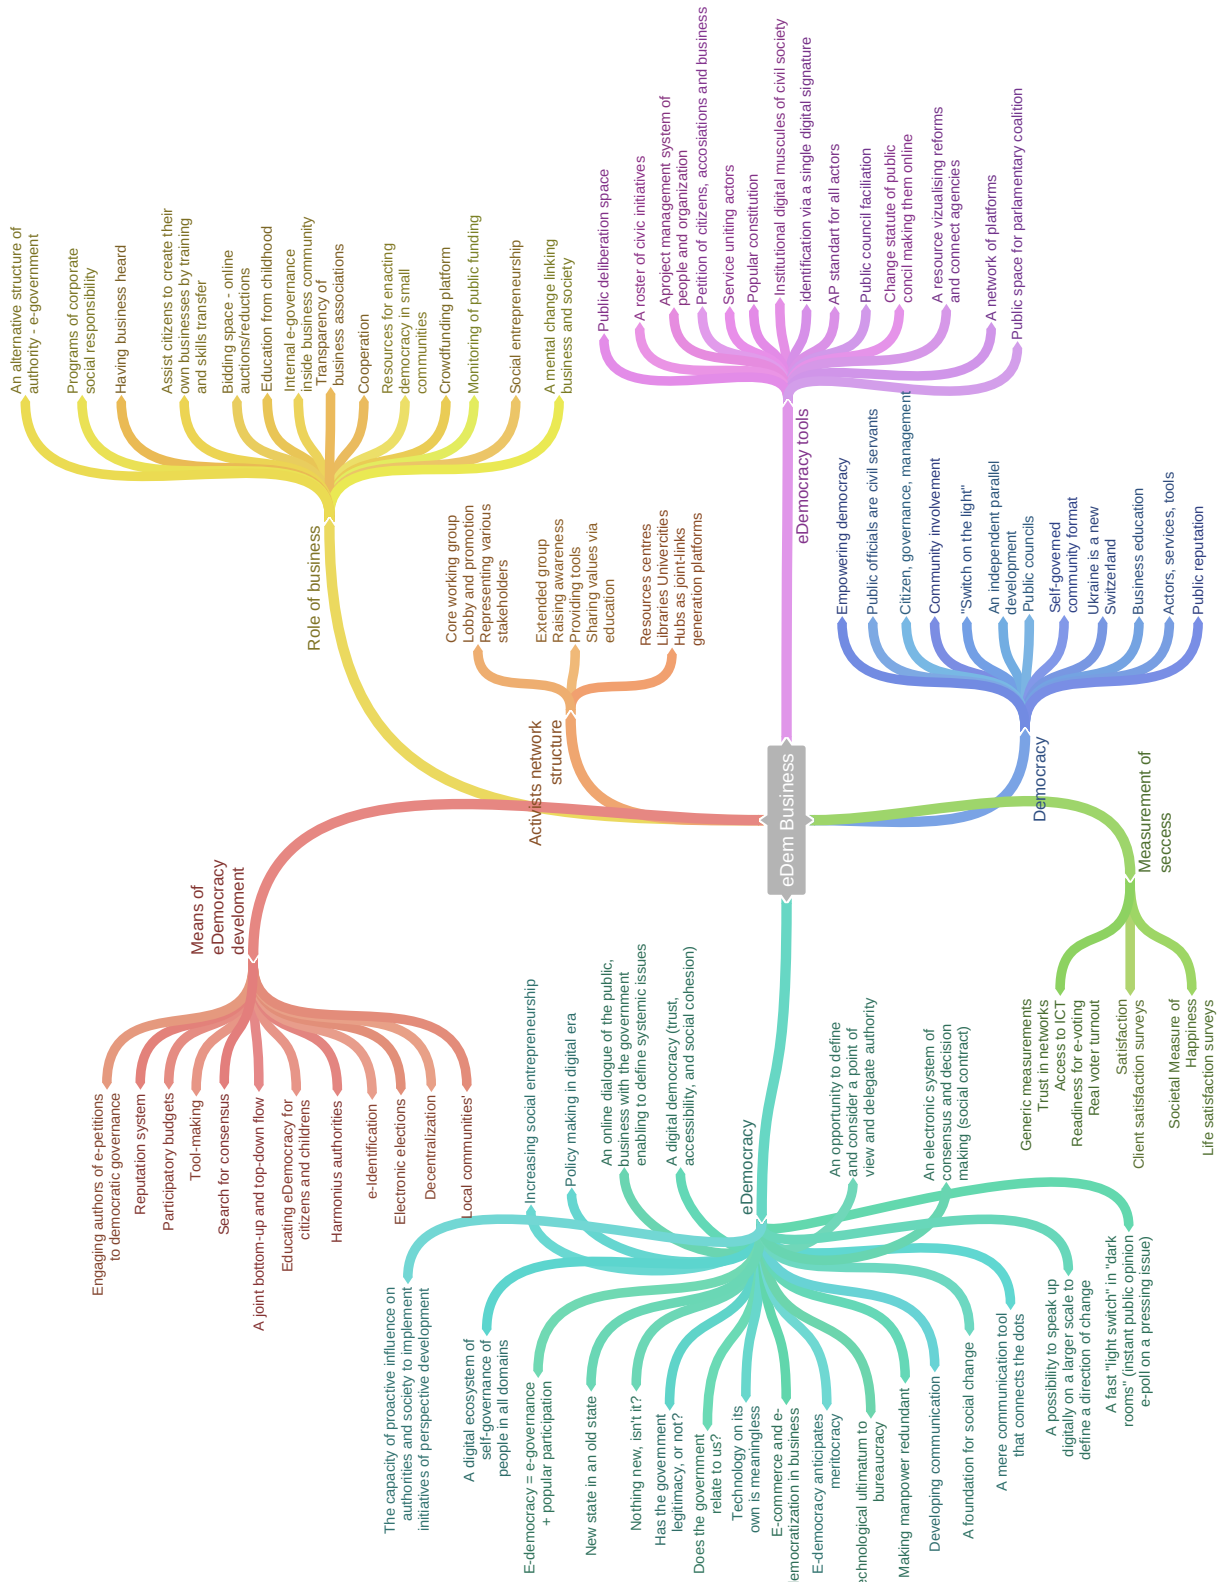 eDem Business
Role of business
An alternative structure of
authority - e-government
Programs of corporate
social responsibility
Having business heard
Assist citizens to create their
own businesses by training
and skills transfer
Bidding space - online
auctions/reductions
Education from childhood
Internal e-governance
inside business community
Transparency of
business associations
Cooperation
Resources for enacting
democracy in small
communities
Crowdfunding platform
Monitoring of public funding
Social entrepreneurship
A mental change linking
business and society
Activists network
structure
Core working group
Lobby and promotion
Representing various
stakeholders
Extended group
Raising awareness
Providing tools
Sharing values via
education
Resources centres
Libraries Univercities
Hubs as joint-links
generation platforms
eDemocracy tools
Public deliberation space
A roster of civic initiatives
Aproject management system of
people and organization
Petition of citizens, accosiations and business
Service uniting actors
Popular constitution
Institutional digital muscules of civil society
identification via a single digital signature
AP standart for all actors
Public council faciliation
Change statute of public
concil making them online
A resource vizualising reforms
and connect agencies
A network of platforms
Public space for parlamentary coalition
Democracy
Empowering democracy
Public officials are civil servants
Citizen, governance, management
Community involvement
"Switch on the light"
An independent parallel
development
Public councils
Self-governed
community format
Ukraine is a new
Switzerland
Business education
Actors, services, tools
Public reputation
Measurement of
seccess
Generic measurements
Trust in networks
Access to ICT
Readiness for e-voting
Real voter turnout
Satisfaction
Client satisfaction surveys
Societal Measure of
Happiness
Life satisfaction surveys
Means of
eDemocracy
develoment
Engaging authors of e-petitions
to democratic governance
Reputation system
Participatory budgets
Tool-making
Search for consensus
A joint bottom-up and top-down flow
Educating eDemocracy for
citizens and childrens
Harmonius authorities
e-Identification
Electronic elections
Decentralization
Local communities'
eDemocracy
Increasing social entrepreneurship
Policy making in digital era
An online dialogue of the public,
business with the government
enabling to define systemic issues
A digital democracy (trust,
accessibility, and social cohesion)
An opportunity to define
and consider a point of
view and delegate authority
An electronic system of
consensus and decision
making (social contract)
The capacity of proactive influence on
authorities and society to implement
initiatives of perspective development
A digital ecosystem of
self-governance of
people in all domains
E-democracy = e-governance
+ popular participation
New state in an old state
Nothing new, isn't it?
Has the government
legitimacy, or not?
Does the government
relate to us?
Technology on its
own is meaningless
E-commerce and e-
emocratization in business
E-democracy anticipates
meritocracy
echnological ultimatum to
bureaucracy
Making manpower redundant
Developing communication
A foundation for social change
A mere communication tool
that connects the dots
A possibility to speak up
digitally on a larger scale to
define a direction of change
A fast "light switch" in "dark
rooms" (instant public opinion
e-poll on a pressing issue)